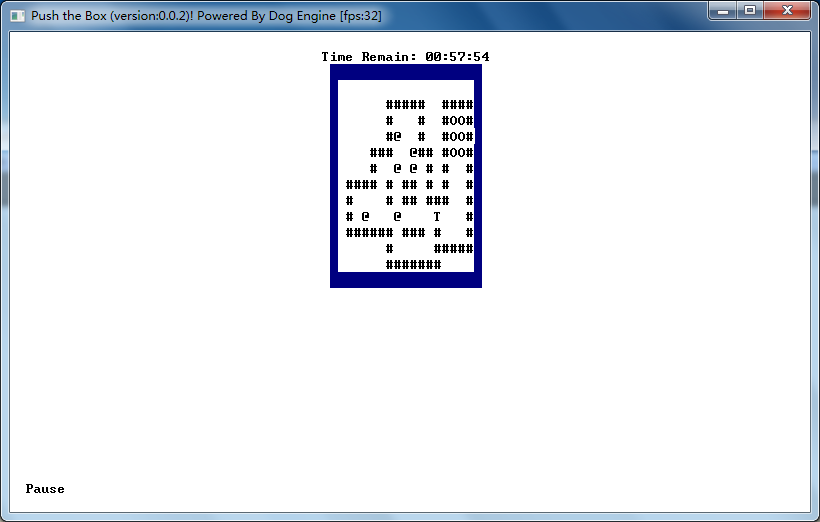 Push the Box (version:0.0.2)! Powered By Dog Engine [fps:32]
Time Remain: 00:57:54
      #####  ####
      #   #  #OO#
      #@  #  #OO#
    ###  @## #OO#
    #  @ @ # #  #
 #### # ## # #  #
 #    # ## ###  #
 # @   @    T   #
 ###### ### #   #
      #     #####
      #######
Pause